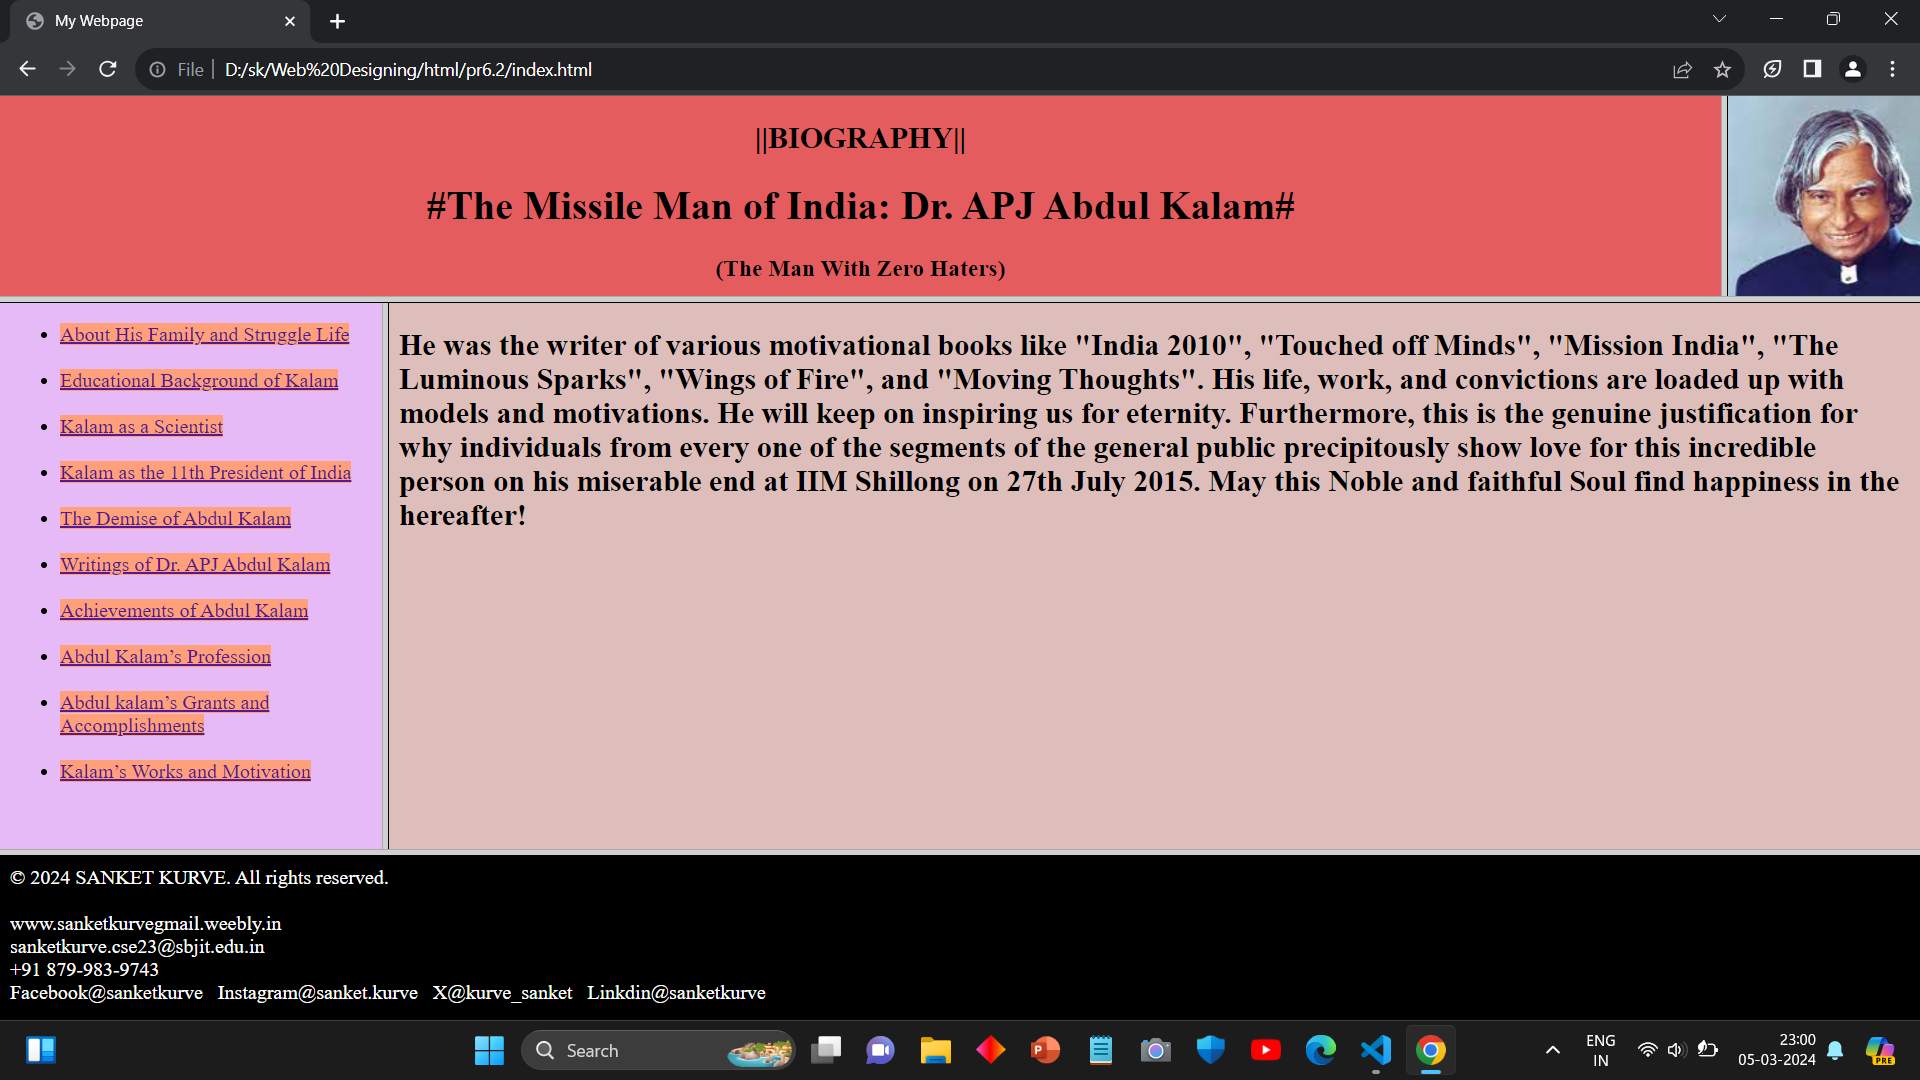 My Webpage
File
D:/sk/Web%20Designing/html/pr6.2/index.html
||BIOGRAPHY||
#The Missile Man of India: Dr. APJ Abdul Kalam#
(The Man With Zero Haters)
About His Family and Struggle Life
Educational Background of Kalam
Kalam as a Scientist
Kalam as the 11th President of India
The Demise of Abdul Kalam
Writings of Dr. APJ Abdul Kalam
Achievements of Abdul Kalam
Abdul Kalam’s Profession
Abdul kalam’s Grants and
Accomplishments
Kalam’s Works and Motivation
He was the writer of various motivational books like "India 2010", "Touched off Minds", "Mission India", "The
Luminous Sparks", "Wings of Fire", and "Moving Thoughts". His life, work, and convictions are loaded up with
models and motivations. He will keep on inspiring us for eternity. Furthermore, this is the genuine justification for
why individuals from every one of the segments of the general public precipitously show love for this incredible
person on his miserable end at IIM Shillong on 27th July 2015. May this Noble and faithful Soul find happiness in the
hereafter!
© 2024 SANKET KURVE. All rights reserved.
www.sanketkurvegmail.weebly.in
sanketkurve.cse23@sbjit.edu.in
+91 879-983-9743
Facebook@sanketkurve Instagram@sanket.kurve X@kurve_sanket Linkdin@sanketkurve
Search
P
ENG
IN
23:00
05-03-2024
PRE